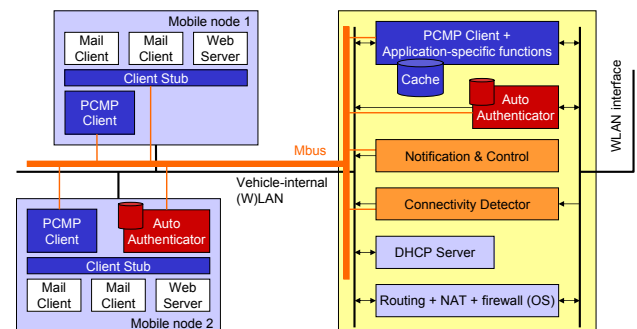 Mobile node 1
Mail Client
Mail Client
Web Server
Client Stub
PCMP Client
Mbus
Vehicle-internal (W)LAN
PCMP Client
Auto Authenticator
Client Stub
Mail Client
Mail Client
Web Server
Mobile node 2
PCMP Client +
Application-specific functions
Cache
Auto Authenticator
Notification & Control
Connectivity Detector
DHCP Server
Routing + NAT + firewall (OS)
WLAN interface